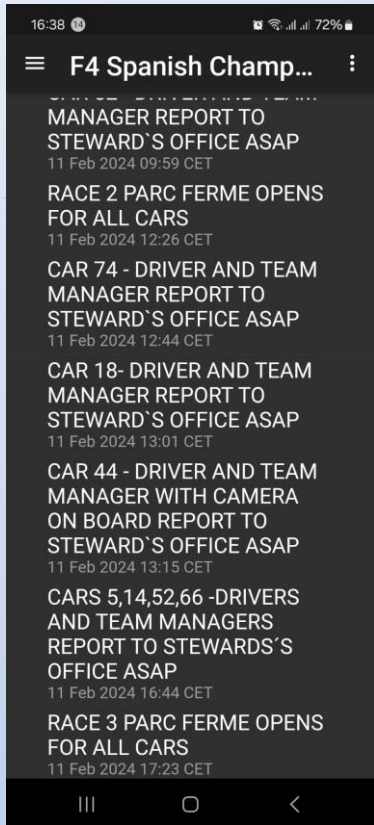 16:38 14 72%
F4 Spanish Champ...
MANAGER REPORT TO
STEWARD`S OFFICE ASAP
11 Feb 2024 09:59 CET
RACE 2 PARC FERME OPENS
FOR ALL CARS
11 Feb 2024 12:26 CET
CAR 74 - DRIVER AND TEAM
MANAGER REPORT TO
STEWARD`S OFFICE ASAP
11 Feb 2024 12:44 CET
CAR 18- DRIVER AND TEAM
MANAGER REPORT TO
STEWARD`S OFFICE ASAP
11 Feb 2024 13:01 CET
CAR 44 - DRIVER AND TEAM
MANAGER WITH CAMERA
ON BOARD REPORT TO
STEWARD`S OFFICE ASAP
11 Feb 2024 13:15 CET
CARS 5,14,52,66 -DRIVERS
AND TEAM MANAGERS
REPORT TO STEWARDS´S
OFFICE ASAP
11 Feb 2024 16:44 CET
RACE 3 PARC FERME OPENS
FOR ALL CARS
11 Feb 2024 17:23 CET